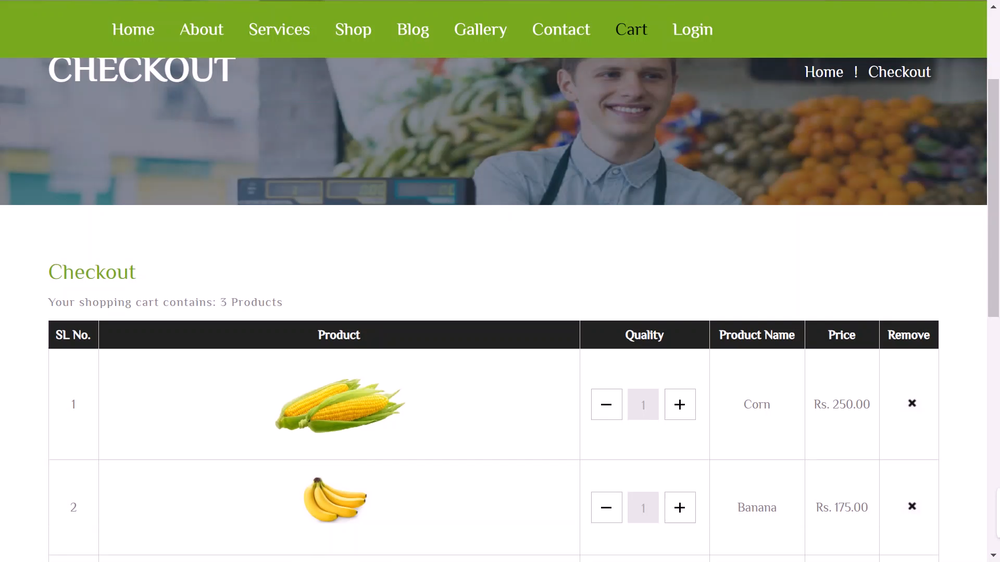 Home About Services Shop Blog Gallery Contact Cart Login
CHECKOUT
Home ! Checkout
Checkout
Your shopping cart contains: 3 Products
SL No. Product Quality Product Name Price Remove
1 1 Corn Rs. 250.00
2 1 Banana Rs. 175.00